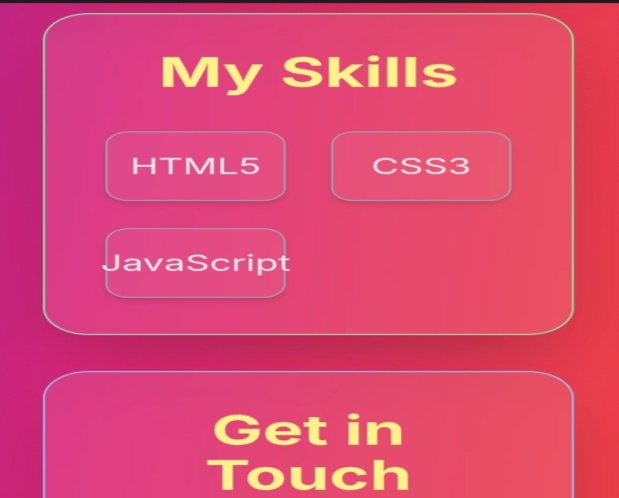 My Skills
HTML5 CSS3
JavaScript
Get in
Touch